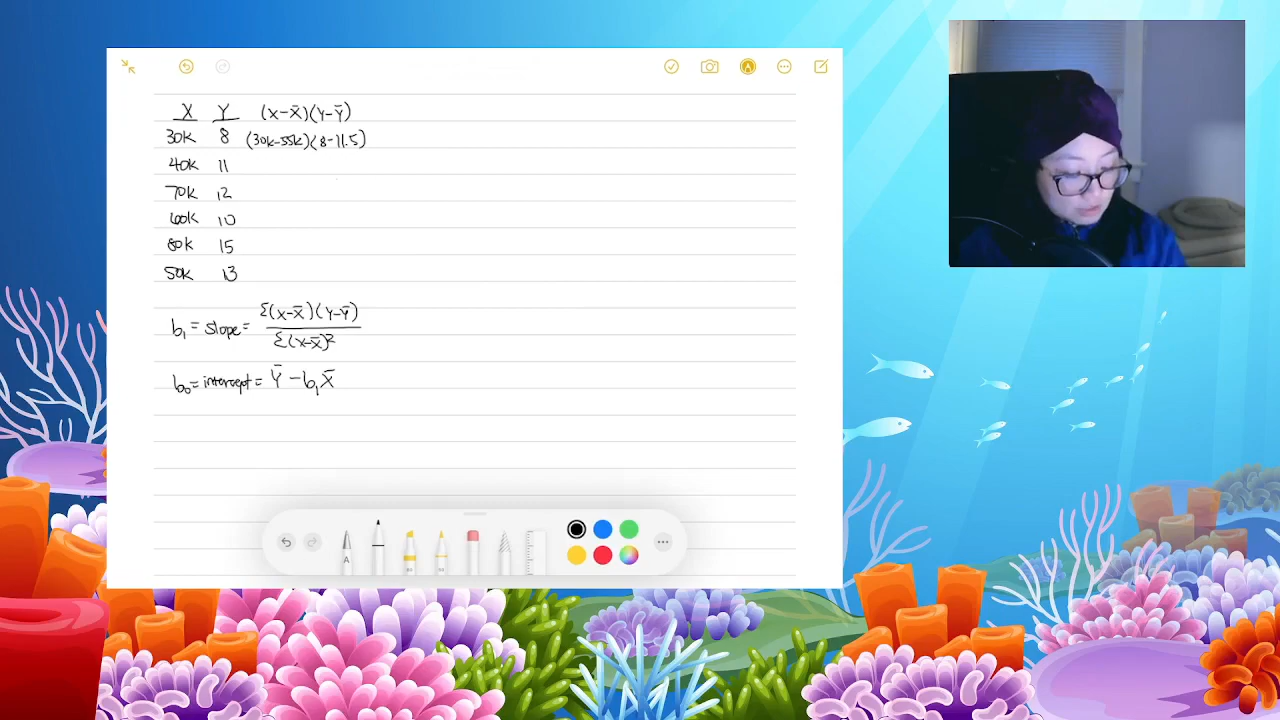 X Y (x-x̄)(Y-Ȳ)
30K 8 (30k-55k)(8-11.5)
40K 11
70K 12
60K 10
80K 15
50K 13
b₁ = slope = Σ(x-x̄)(Y-Ȳ)
Σ(x-x̄)²
b₀ = intercept = Ȳ - b₁X̄
A